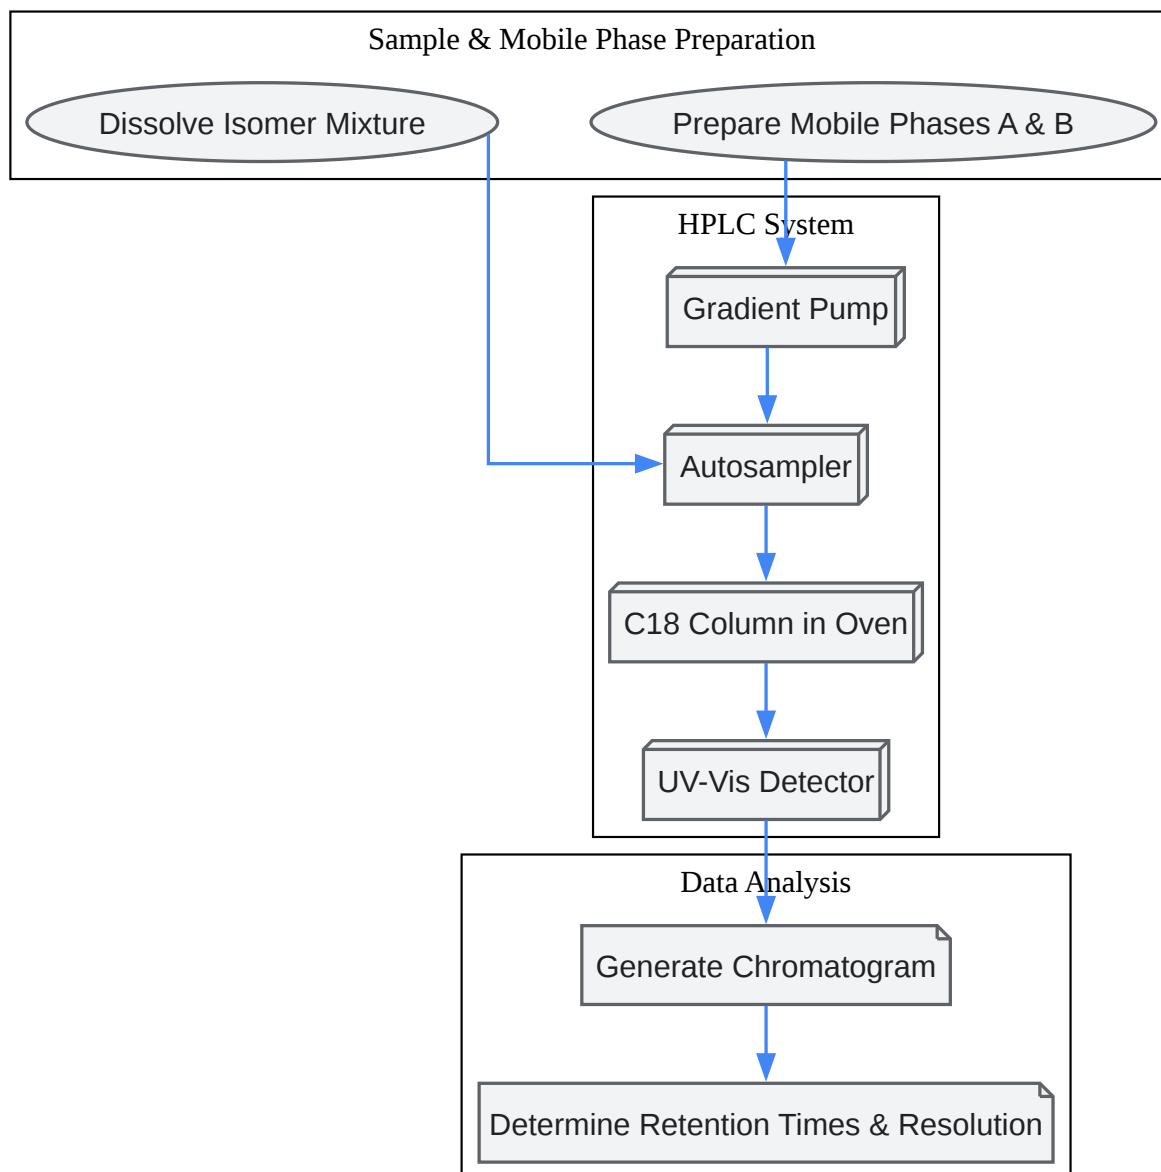 Sample & Mobile Phase Preparation
Dissolve Isomer Mixture
Prepare Mobile Phases A & B
HPLC System
Gradient Pump
Autosampler
C18 Column in Oven
UV-Vis Detector
Data Analysis
Generate Chromatogram
Determine Retention Times & Resolution